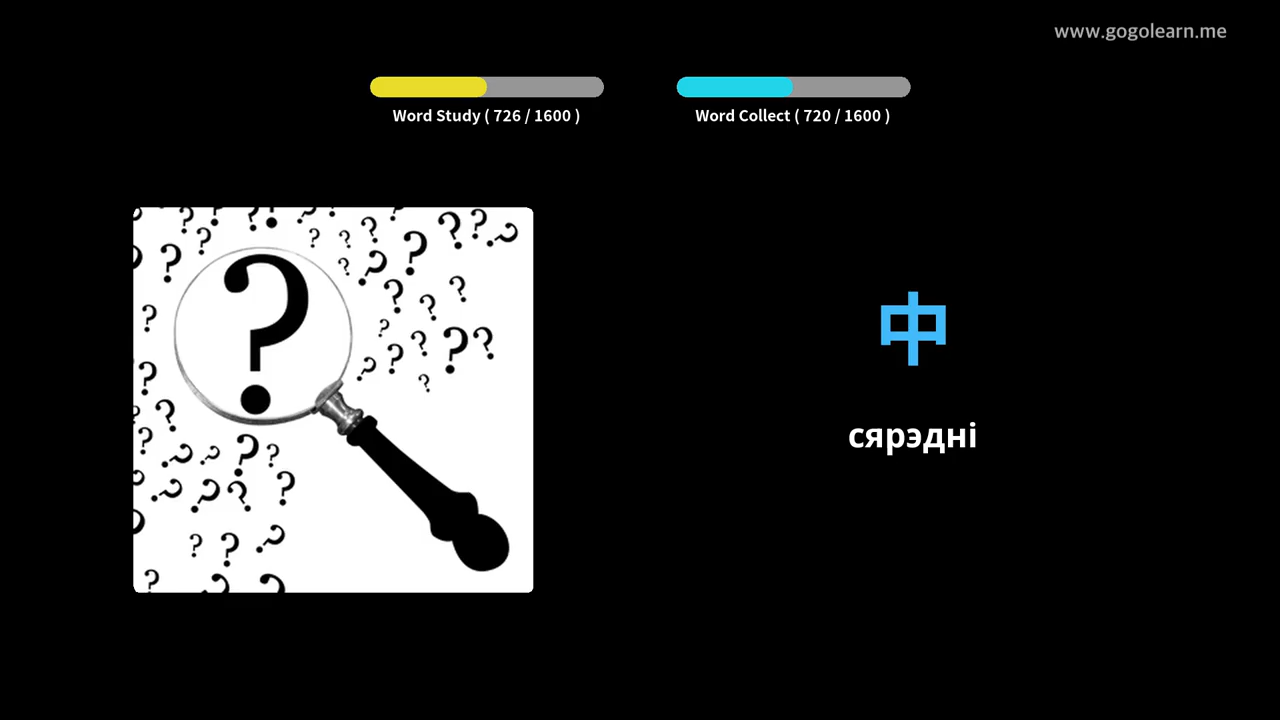 www.gogolearn.me
Word Study ( 726 / 1600 )
Word Collect ( 720 / 1600 )
中
сярэдні